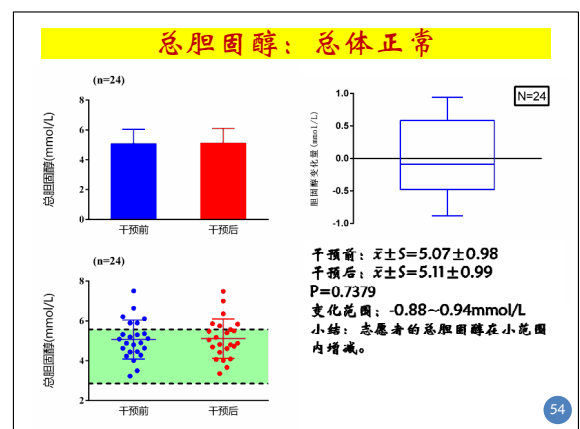 总胆固醇：总体正常
(n=24)
总胆固醇(mmol/L)
8
6
4
2
0
干预前
干预后
胆固醇变化量(mmol/L)
1.0
0.5
0.0
-0.5
-1.0
N=24
(n=24)
总胆固醇(mmol/L)
8
6
4
2
干预前
干预后
干预前：x̄±S=5.07±0.98
干预后：x̄±S=5.11±0.99
P=0.7379
变化范围：-0.88~0.94mmol/L
小结：志愿者的总胆固醇在小范围
内增减。
54